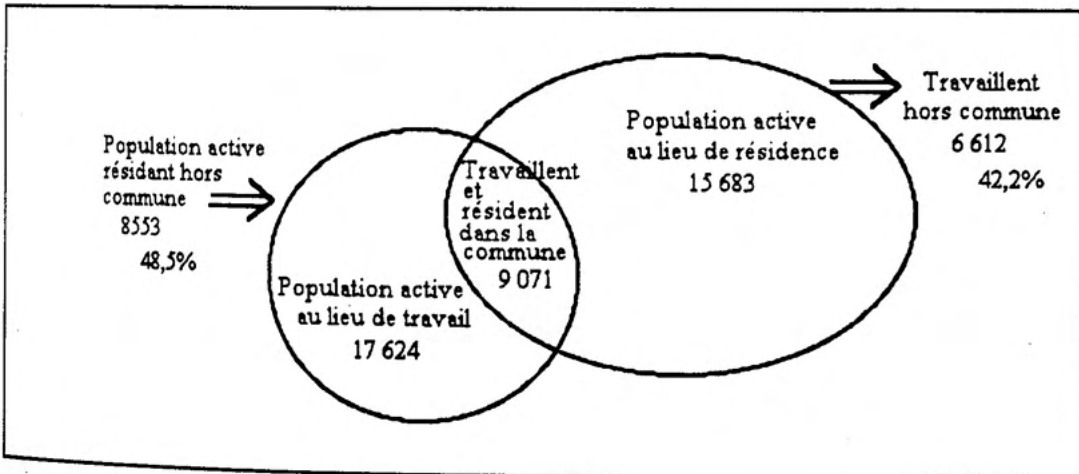 Population active
résidant hors
commune
8553
48,5%
Population active
au lieu de travail
17 624
Travaillent
et
résident
dans la
commune
9 071
Population active
au lieu de résidence
15 683
Travaillent
hors commune
6 612
42,2%